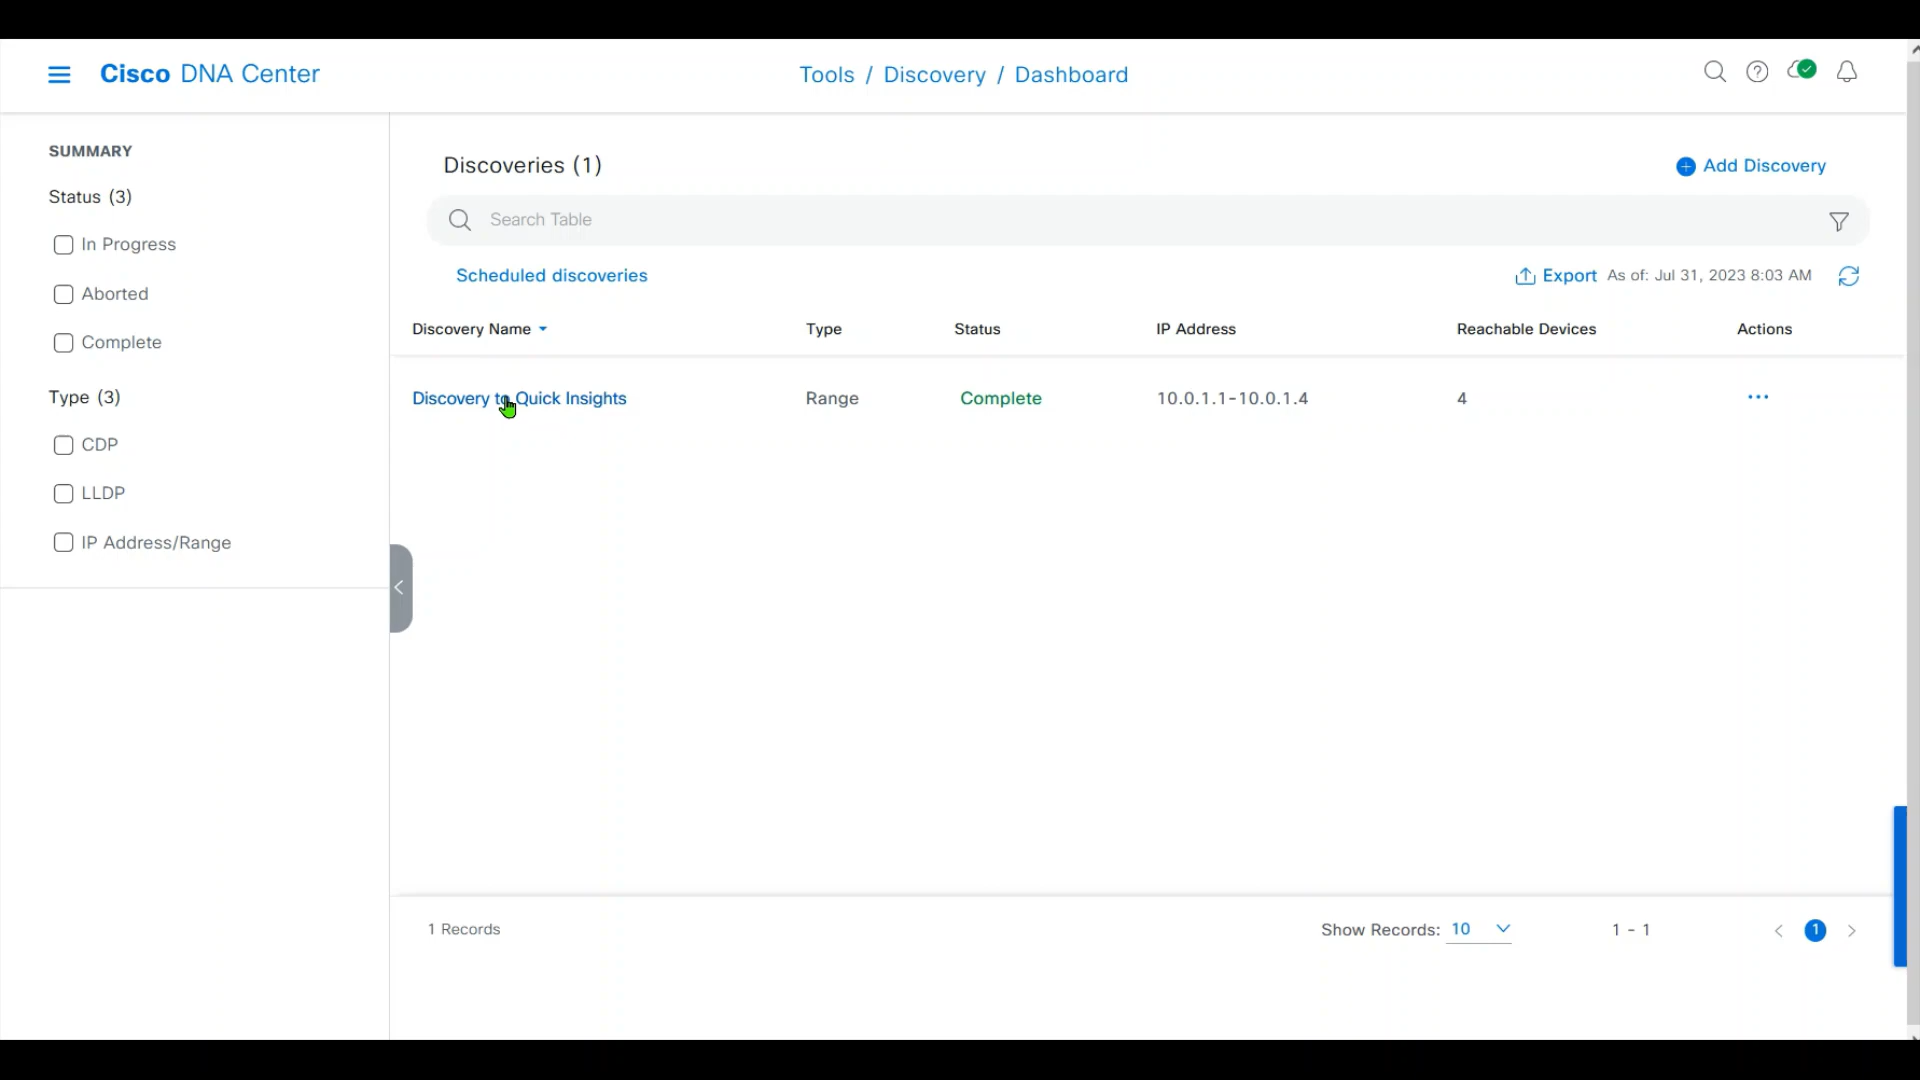 Cisco DNA Center
Tools / Discovery / Dashboard
SUMMARY
Status (3)
In Progress
Aborted
Complete
Type (3)
CDP
LLDP
IP Address/Range
Discoveries (1)
Add Discovery
Search Table
Scheduled discoveries
Export As of: Jul 31, 2023 8:03 AM
Discovery Name Type Status IP Address Reachable Devices Actions
Discovery to Quick Insights Range Complete 10.0.1.1-10.0.1.4 4 ...
1 Records
Show Records: 10 1 - 1 < 1 >